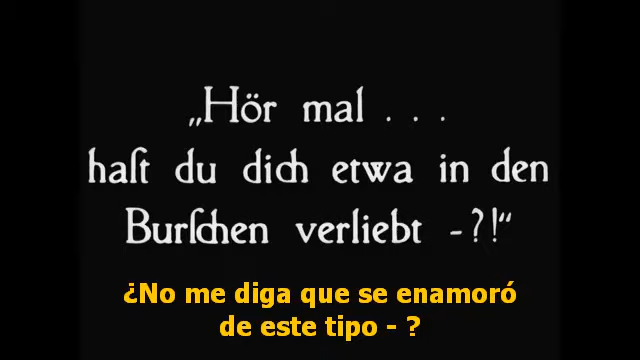 „Hör mal . . .
haſt du dich etwa in den
Burſchen verliebt -?!“
¿No me diga que se enamoró
de este tipo - ?